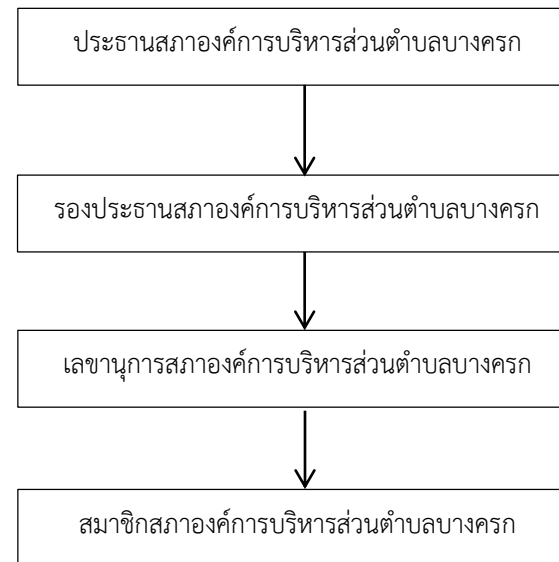 ประธานสภาองค์การบริหารส่วนตำบลบางครก
รองประธานสภาองค์การบริหารส่วนตำบลบางครก
เลขานุการสภาองค์การบริหารส่วนตำบลบางครก
สมาชิกสภาองค์การบริหารส่วนตำบลบางครก